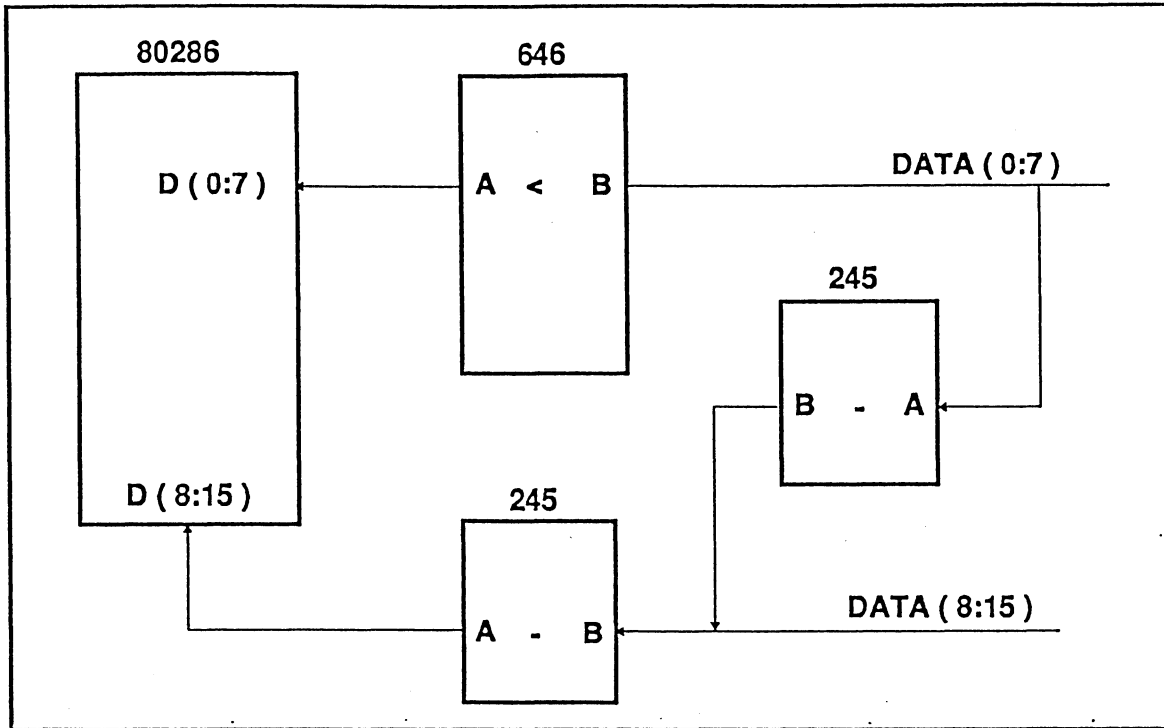 80286
646
D ( 0:7 )
A < B
DATA ( 0:7 )
245
B - A
D ( 8:15 )
245
A - B
DATA ( 8:15 )